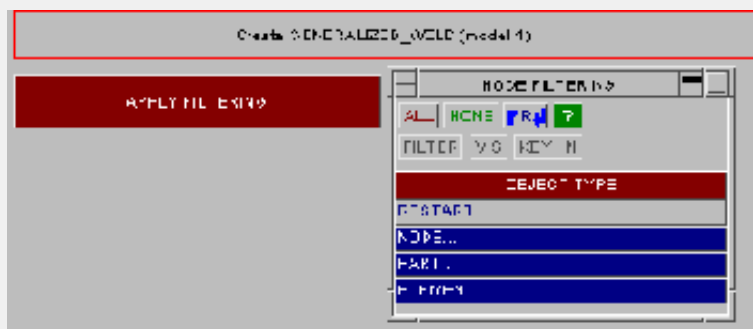 Create GENERALIZED_WELD (model 1)
APPLY FILTERING
NODE FILTERING
ALL NONE ?
FILTER VIS KEY IN
OBJECT TYPE
RESTART
NODE...
PART...
ELEMENT